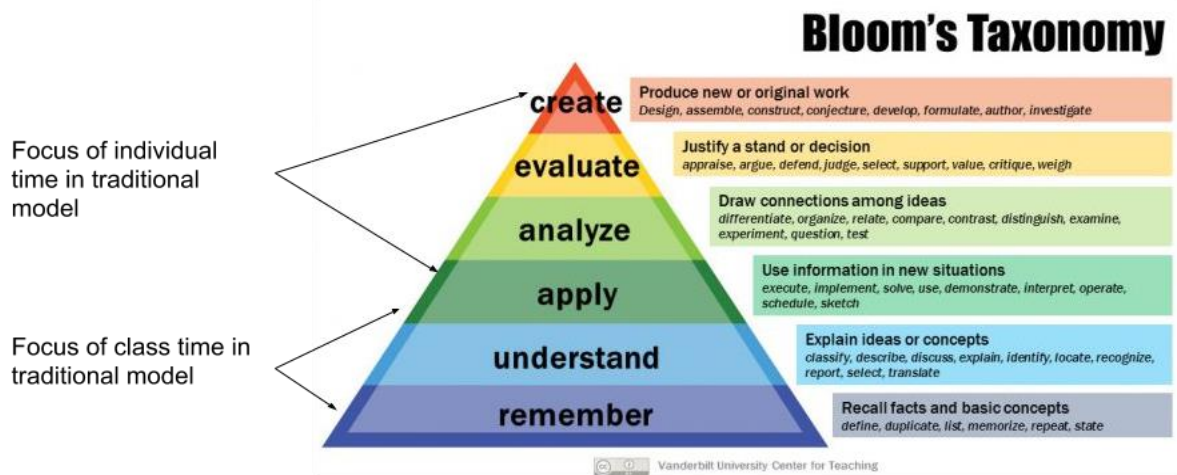 Bloom's Taxonomy
Focus of individual
time in traditional
model
Focus of class time in
traditional model
create
Produce new or original work
Design, assemble, construct, conjecture, develop, formulate, author, investigate
evaluate
Justify a stand or decision
appraise, argue, defend, judge, select, support, value, critique, weigh
analyze
Draw connections among ideas
differentiate, organize, relate, compare, contrast, distinguish, examine,
experiment, question, test
apply
Use information in new situations
execute, implement, solve, use, demonstrate, interpret, operate,
schedule, sketch
understand
Explain ideas or concepts
classify, describe, discuss, explain, identify, locate, recognize,
report, select, translate
remember
Recall facts and basic concepts
define, duplicate, list, memorize, repeat, state
cc
Vanderbilt University Center for Teaching